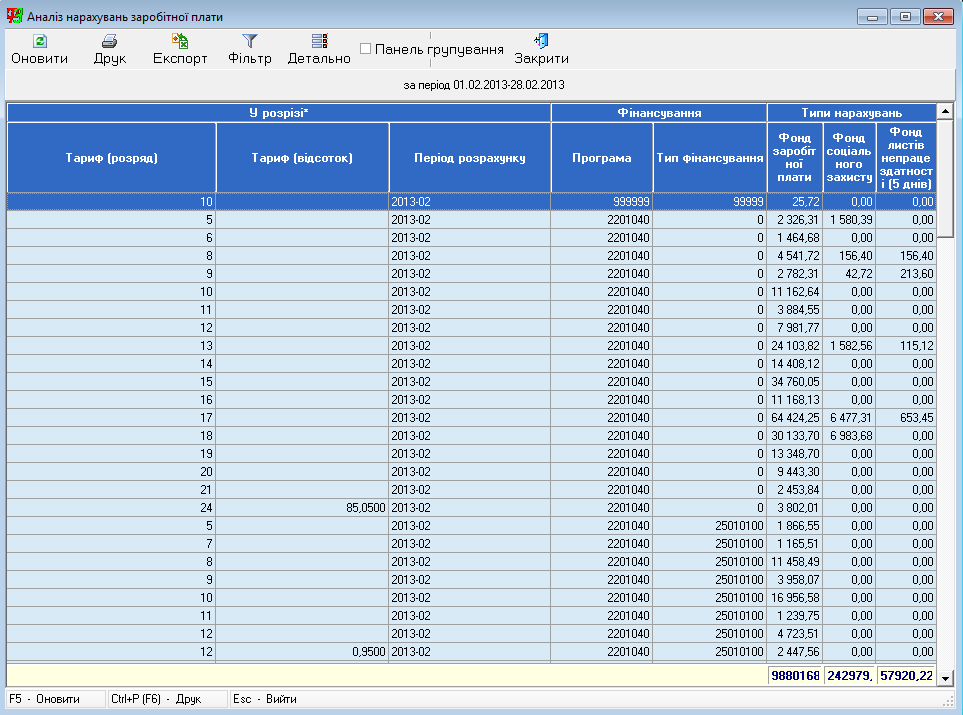 Аналіз нарахувань заробітної плати
Оновити Друк Експорт Фільтр Детально Панель групування Закрити
за період 01.02.2013-28.02.2013
У розрізі* Фінансування Типи нарахувань
Тариф (розряд) Тариф (відсоток) Період розрахунку Програма Тип фінансування Фонд заробіт ної плати Фонд соціаль ного захисту Фонд листів непраце здатност і (5 днів)
10 2013-02 999999 99999 25,72 0,00 0,00
5 2013-02 2201040 0 2 326,31 1 580,39 0,00
6 2013-02 2201040 0 1 464,68 0,00 0,00
8 2013-02 2201040 0 4 541,72 156,40 156,40
9 2013-02 2201040 0 2 782,31 42,72 213,60
10 2013-02 2201040 0 11 162,64 0,00 0,00
11 2013-02 2201040 0 3 884,55 0,00 0,00
12 2013-02 2201040 0 7 981,77 0,00 0,00
13 2013-02 2201040 0 24 103,82 1 582,56 115,12
14 2013-02 2201040 0 14 408,12 0,00 0,00
15 2013-02 2201040 0 34 760,05 0,00 0,00
16 2013-02 2201040 0 11 168,13 0,00 0,00
17 2013-02 2201040 0 64 424,25 6 477,31 653,45
18 2013-02 2201040 0 30 133,70 6 983,68 0,00
19 2013-02 2201040 0 13 348,70 0,00 0,00
20 2013-02 2201040 0 9 443,30 0,00 0,00
21 2013-02 2201040 0 2 453,84 0,00 0,00
24 85,0500 2013-02 2201040 0 3 802,01 0,00 0,00
5 2013-02 2201040 25010100 1 866,55 0,00 0,00
7 2013-02 2201040 25010100 1 165,51 0,00 0,00
8 2013-02 2201040 25010100 11 458,49 0,00 0,00
9 2013-02 2201040 25010100 3 958,07 0,00 0,00
10 2013-02 2201040 25010100 16 956,58 0,00 0,00
11 2013-02 2201040 25010100 1 239,75 0,00 0,00
12 2013-02 2201040 25010100 4 723,51 0,00 0,00
12 0,9500 2013-02 2201040 25010100 2 447,56 0,00 0,00
9880168 242979, 57920,22
F5 - Оновити Ctrl+P (F6) - Друк Esc - Вийти